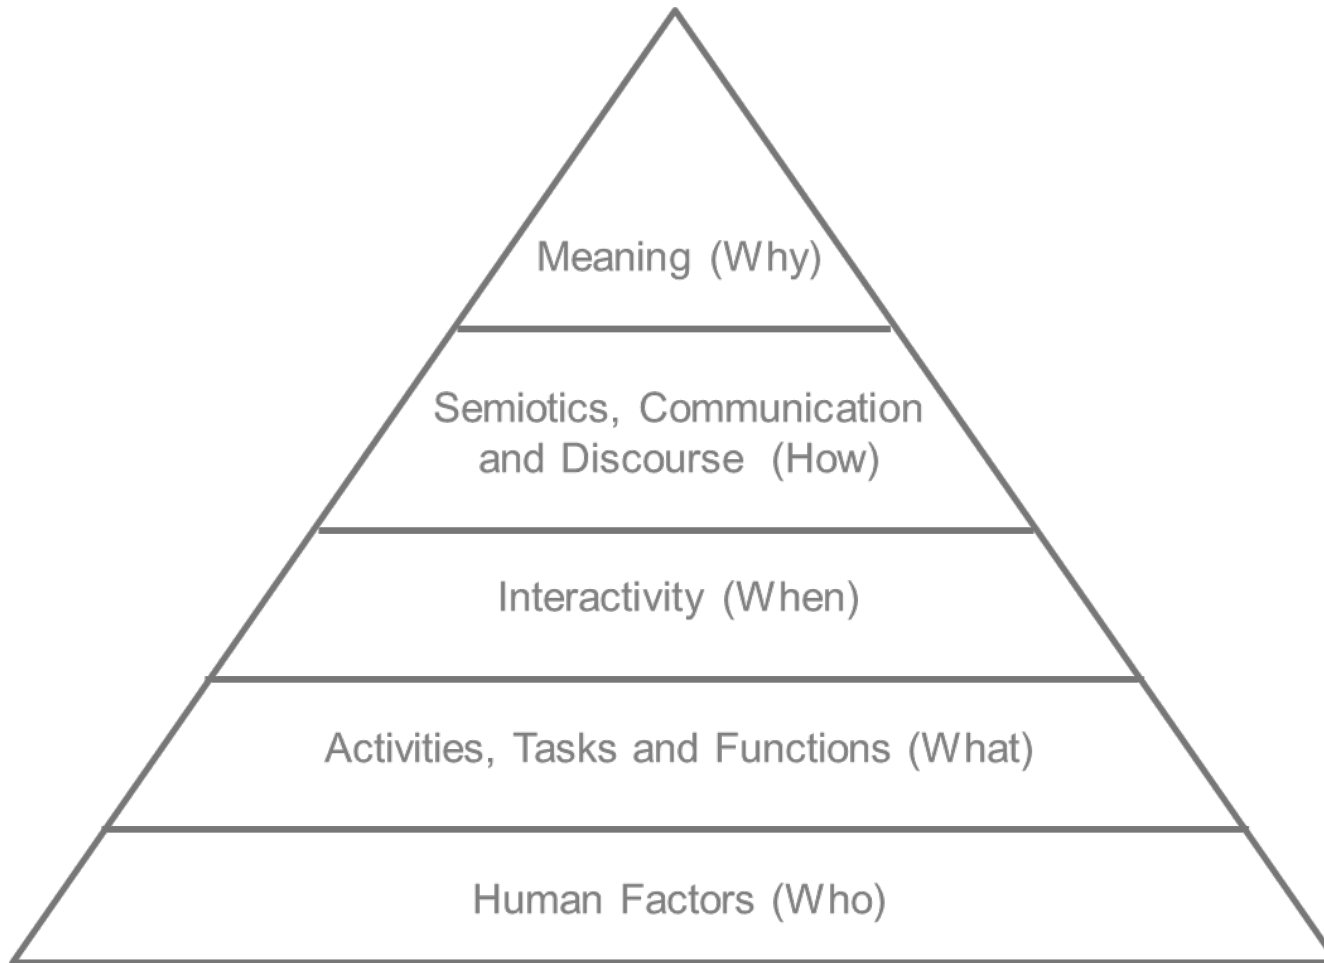 Meaning (Why)
Semiotics, Communication
and Discourse (How)
Interactivity (When)
Activities, Tasks and Functions (What)
Human Factors (Who)